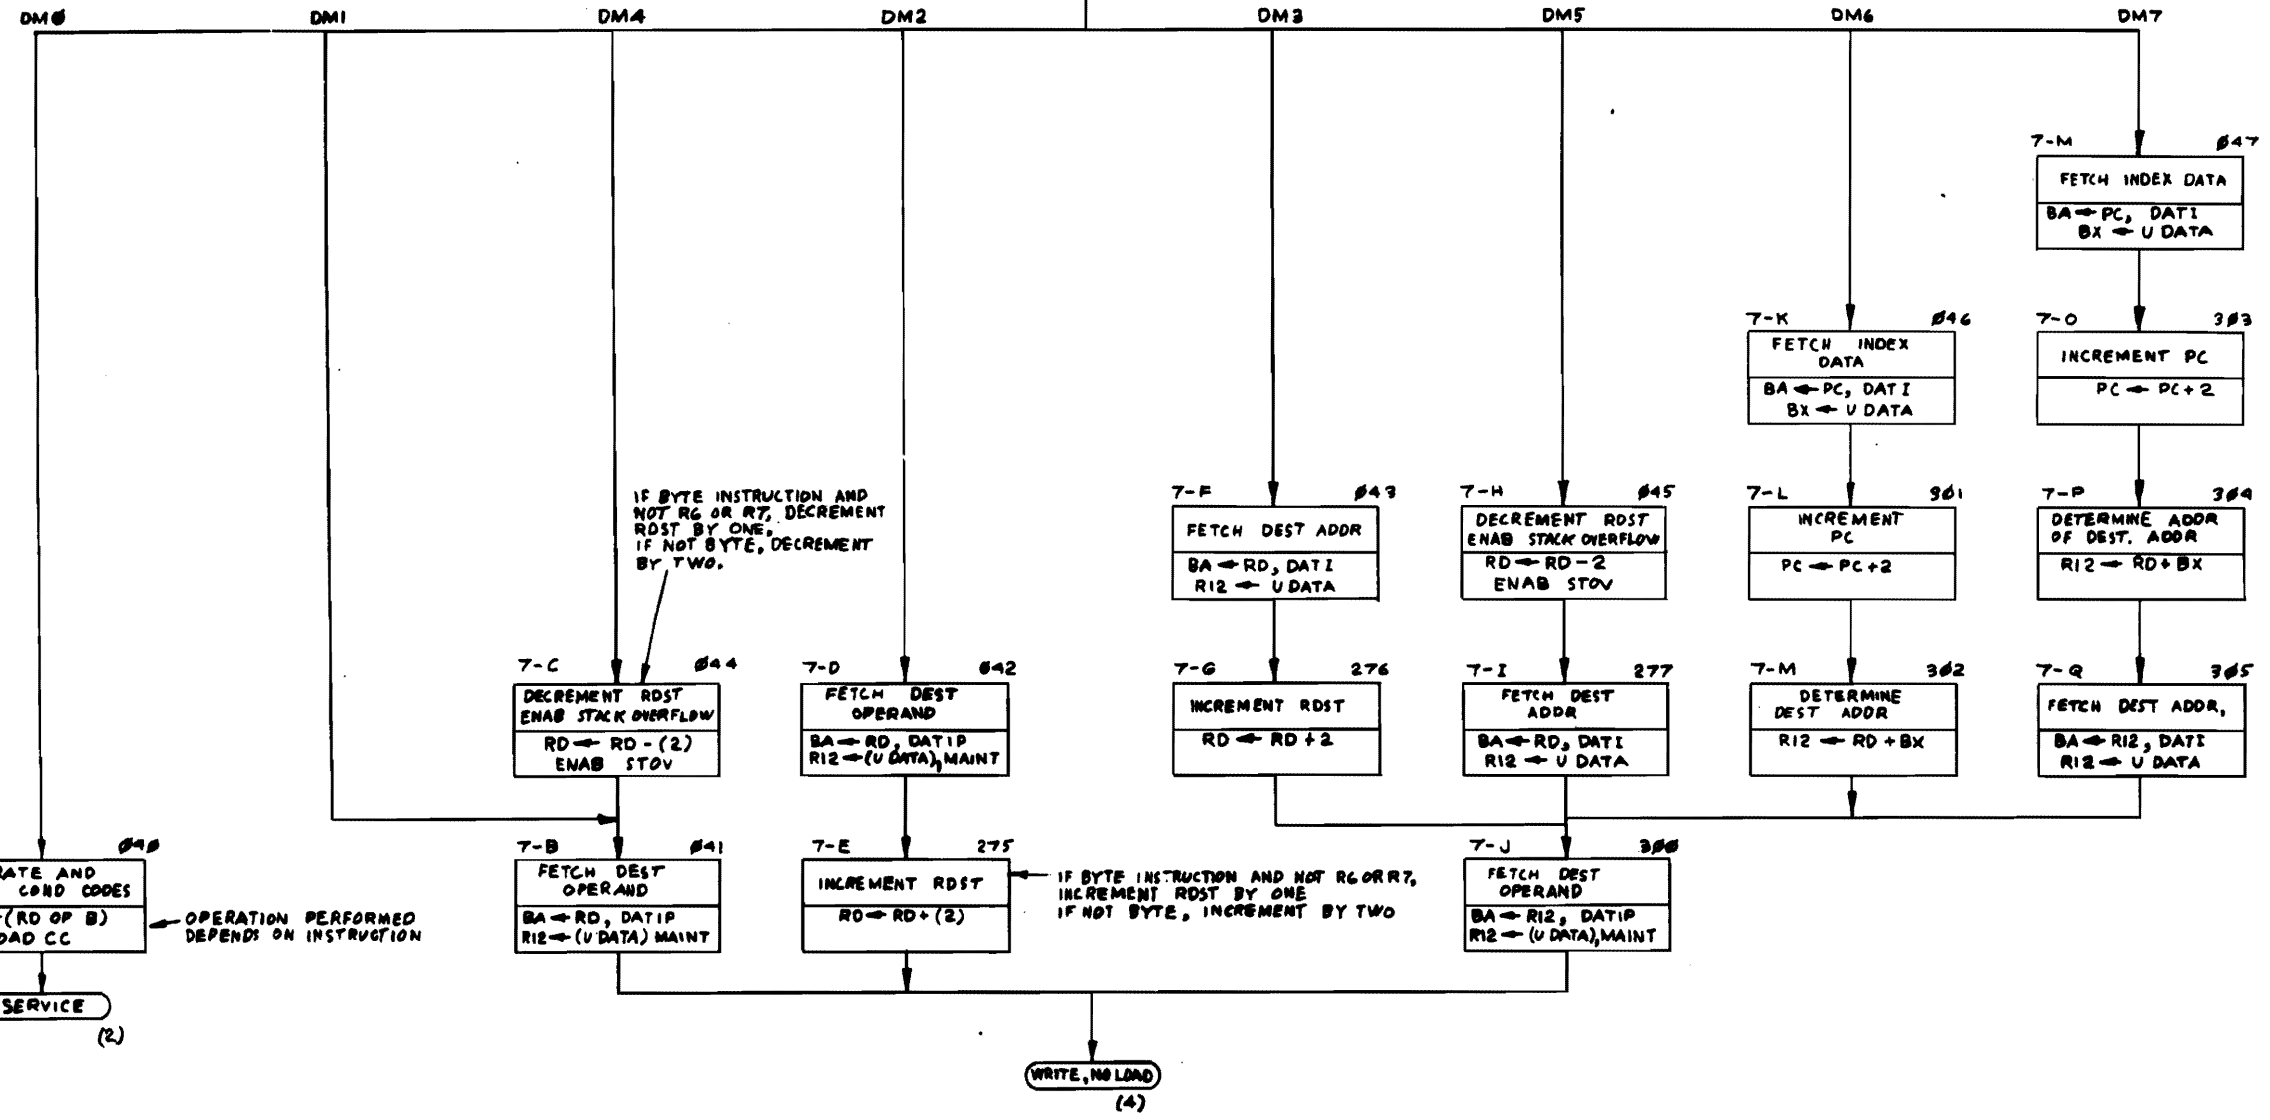 DMØ DM1 DM4 DM2 DM3 DM5 DM6 DM7
7-M Ø47
FETCH INDEX DATA
BA←PC, DATI
BX ← U DATA
7-K Ø46
FETCH INDEX
DATA
BA←PC, DATI
BX ← U DATA
7-O 3Ø3
INCREMENT PC
PC ← PC+2
IF BYTE INSTRUCTION AND
NOT R6 OR R7, DECREMENT
RDST BY ONE.
IF NOT BYTE, DECREMENT
BY TWO.
7-F Ø43
FETCH DEST ADDR
BA←RD, DATI
R12 ← U DATA
7-H Ø45
DECREMENT RDST
ENAB STACK OVERFLOW
RD←RD-2
ENAB STOV
7-L 3Ø1
INCREMENT
PC
PC ← PC+2
7-P 3Ø4
DETERMINE ADDR
OF DEST. ADDR
R12 ← RD+BX
7-C Ø44
DECREMENT RDST
ENAB STACK OVERFLOW
RD← RD-(2)
ENAB STOV
7-D Ø42
FETCH DEST
OPERAND
BA←RD, DATIP
R12←(U DATA),MAINT
7-G 276
INCREMENT RDST
RD ← RD+2
7-I 277
FETCH DEST
ADDR
BA←RD, DATI
R12 ← U DATA
7-M 3Ø2
DETERMINE
DEST ADDR
R12 ←RD+BX
7-Q 3Ø5
FETCH DEST ADDR,
BA←R12, DATI
R12 ← U DATA
Ø4Ø
RATE AND
COND CODES
(RD OP B)
OAD CC
OPERATION PERFORMED
DEPENDS ON INSTRUCTION
SERVICE
(2)
7-B Ø41
FETCH DEST
OPERAND
BA←RD, DATIP
R12←(U DATA) MAINT
7-E 275
INCREMENT RDST
RD←RD+(2)
IF BYTE INSTRUCTION AND NOT R6 OR R7,
INCREMENT RDST BY ONE
IF NOT BYTE, INCREMENT BY TWO
7-J 3ØØ
FETCH DEST
OPERAND
BA←R12, DATIP
R12←(U DATA),MAINT
WRITE, NO LOAD
(4)